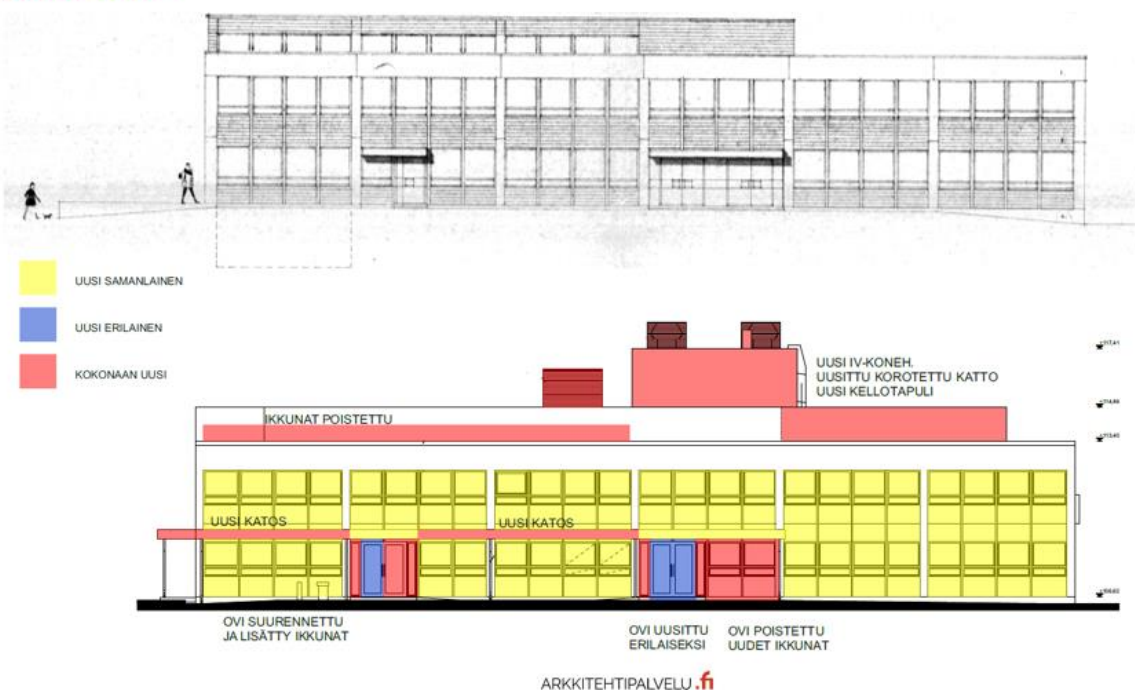 UUSI SAMANLAINEN
UUSI ERILAINEN
KOKONAAN UUSI
UUSI IV-KONEH.
UUSITTU KOROTETTU KATTO
UUSI KELLOTAPULI
IKKUNAT POISTETTU
UUSI KATOS
UUSI KATOS
OVI SUURENNETTU
JA LISÄTTY IKKUNAT
OVI UUSITTU
ERILAISEKSI
OVI POISTETTU
UUDET IKKUNAT
ARKKITEHTIPALVELU.fi